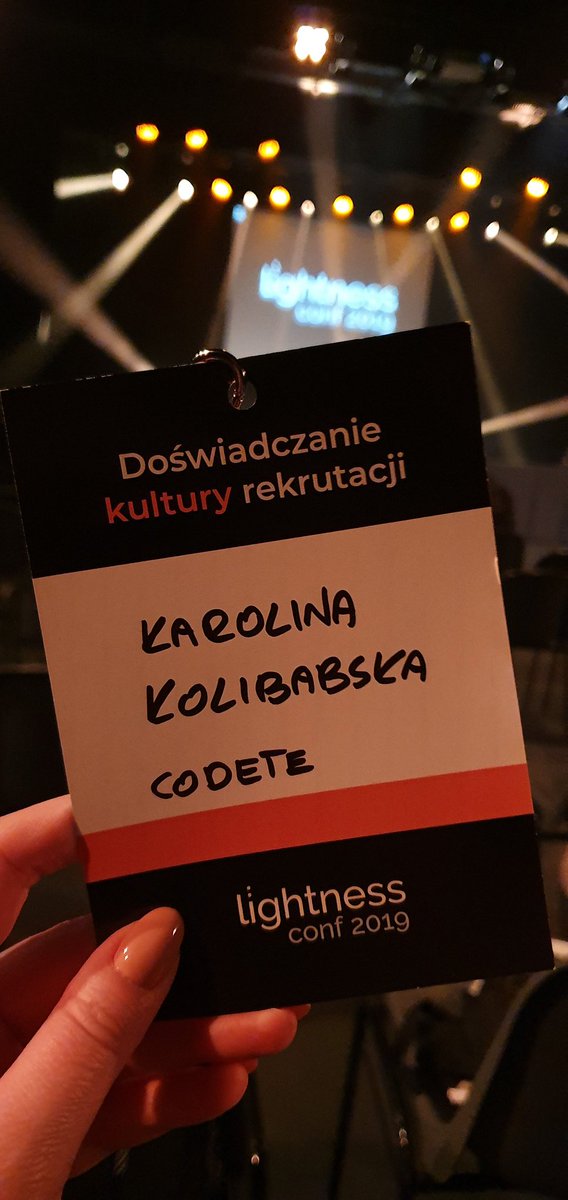 lightness
conf 2019
Doświadczanie
kultury rekrutacji
KAROLINA
KOLIBABSKA
CODETE
lightness
conf 2019